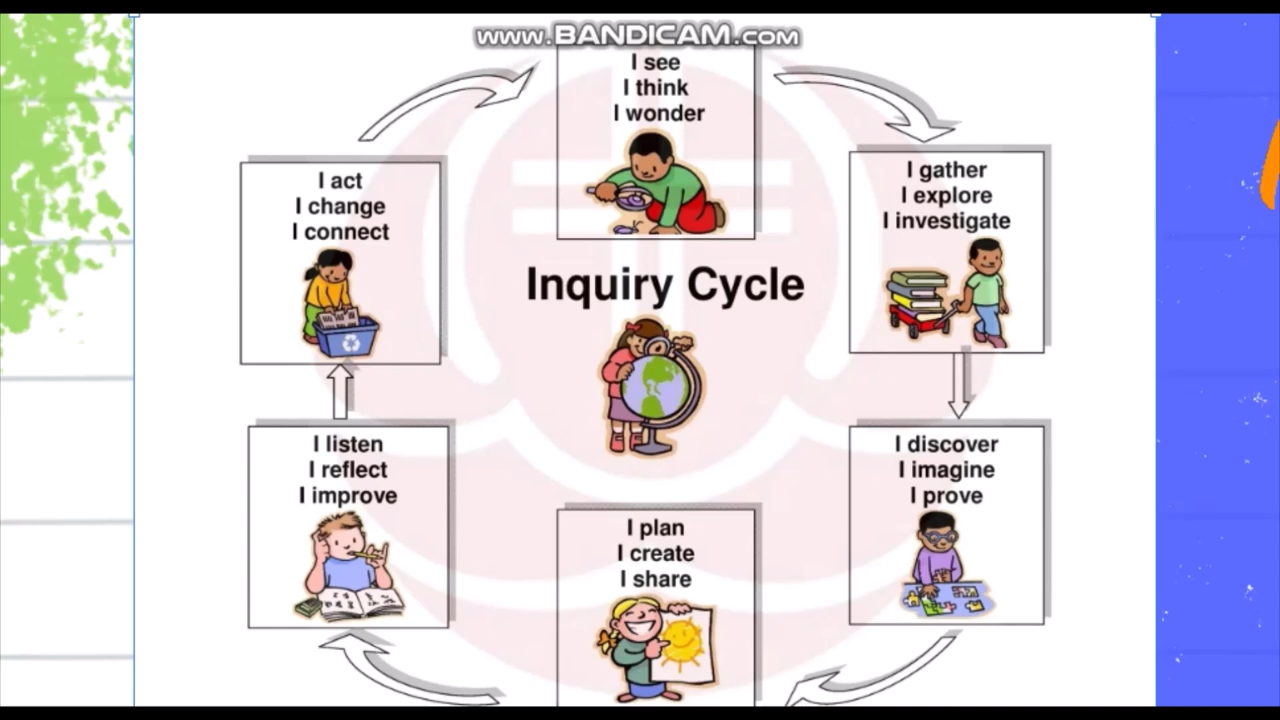 www.BANDICAM.com
I see
I think
I wonder
I gather
I explore
I investigate
I discover
I imagine
I prove
I plan
I create
I share
I listen
I reflect
I improve
I act
I change
I connect
Inquiry Cycle